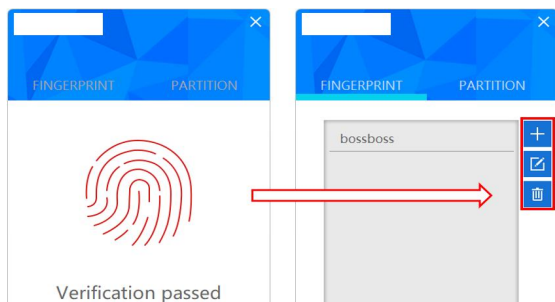 FINGERPRINT PARTITION
Verification passed
FINGERPRINT PARTITION
bossboss